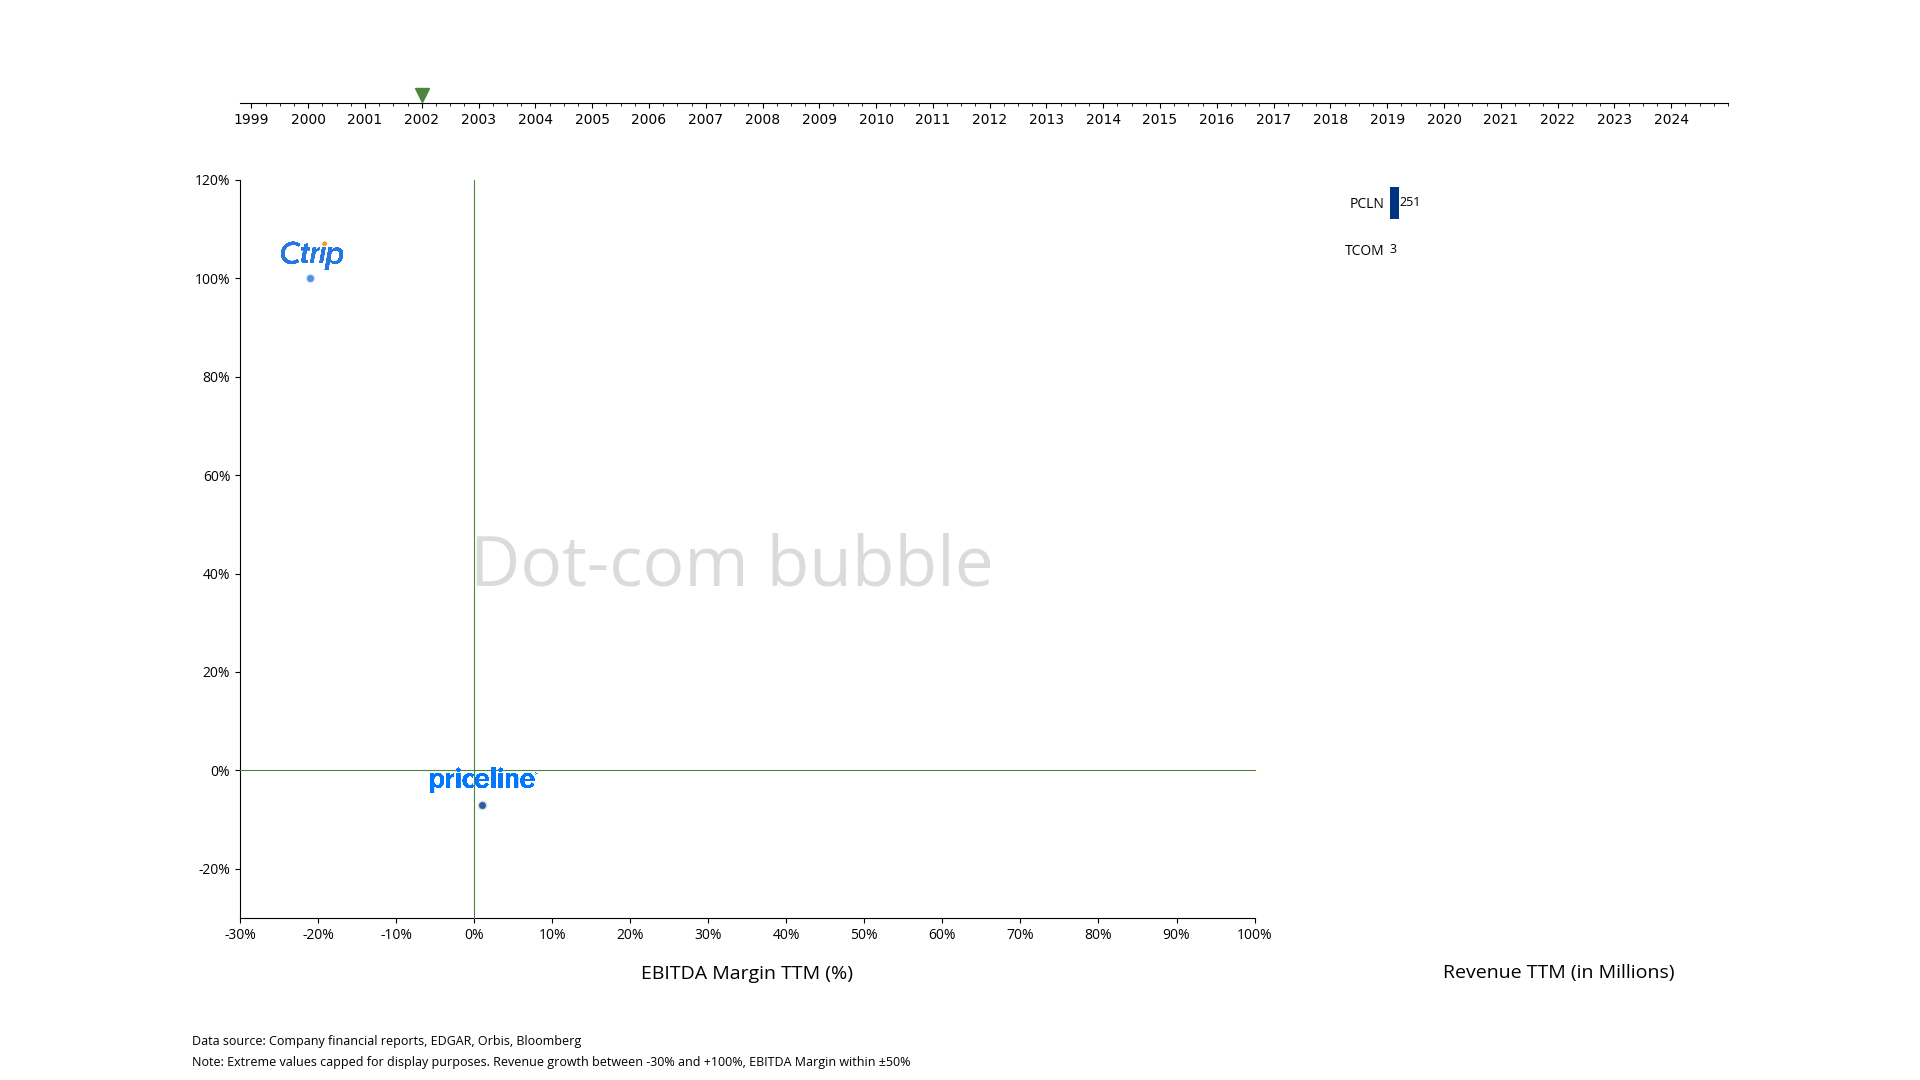 1999 2000 2001 2002 2003 2004 2005 2006 2007 2008 2009 2010 2011 2012 2013 2014 2015 2016 2017 2018 2019 2020 2021 2022 2023 2024
120%
PCLN 251
Ctrip
TCOM 3
100%
80%
60%
Dot-com bubble
40%
20%
0%
priceline
-20%
-30% -20% -10% 0% 10% 20% 30% 40% 50% 60% 70% 80% 90% 100%
EBITDA Margin TTM (%)
Revenue TTM (in Millions)
Data source: Company financial reports, EDGAR, Orbis, Bloomberg
Note: Extreme values capped for display purposes. Revenue growth between -30% and +100%, EBITDA Margin within ±50%